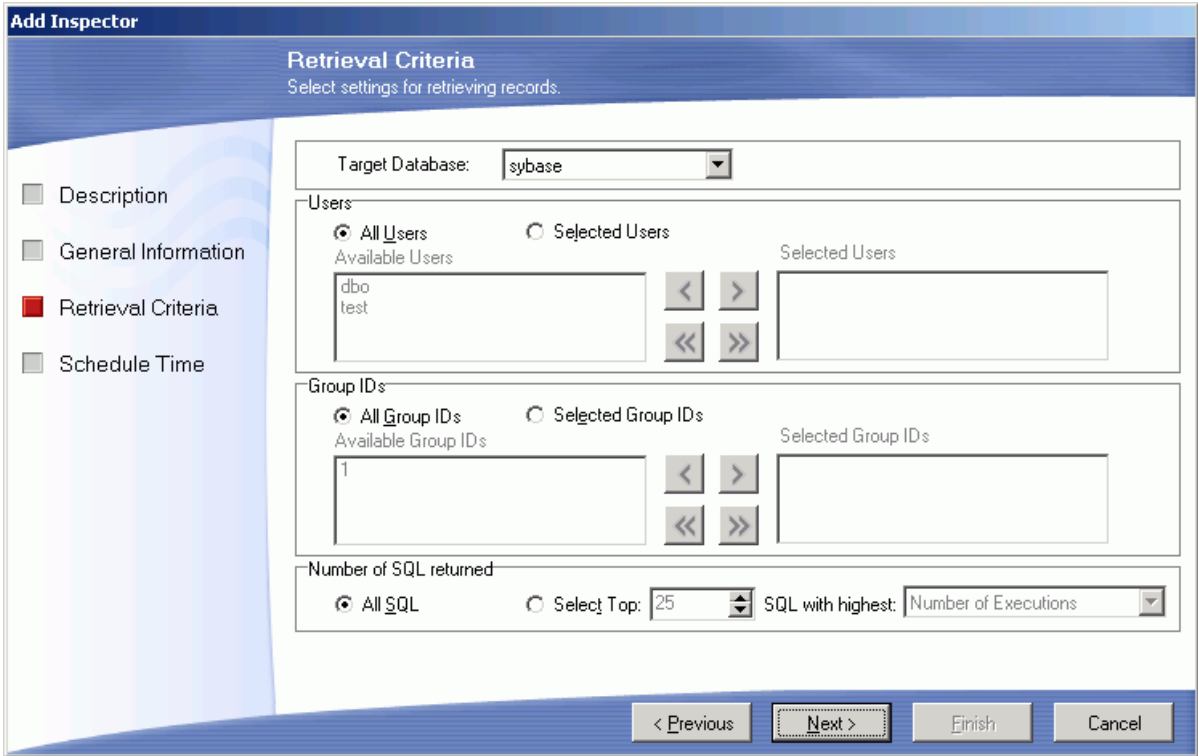 Add Inspector
Retrieval Criteria
Select settings for retrieving records.
Description
General Information
Retrieval Criteria
Schedule Time
Target Database: sybase
Users
All Users Selected Users
Available Users Selected Users
dbo
test
< >
<< >>
Group IDs
All Group IDs Selected Group IDs
Available Group IDs Selected Group IDs
1
< >
<< >>
Number of SQL returned
All SQL Select Top: 25 SQL with highest: Number of Executions
< Previous Next > Finish Cancel